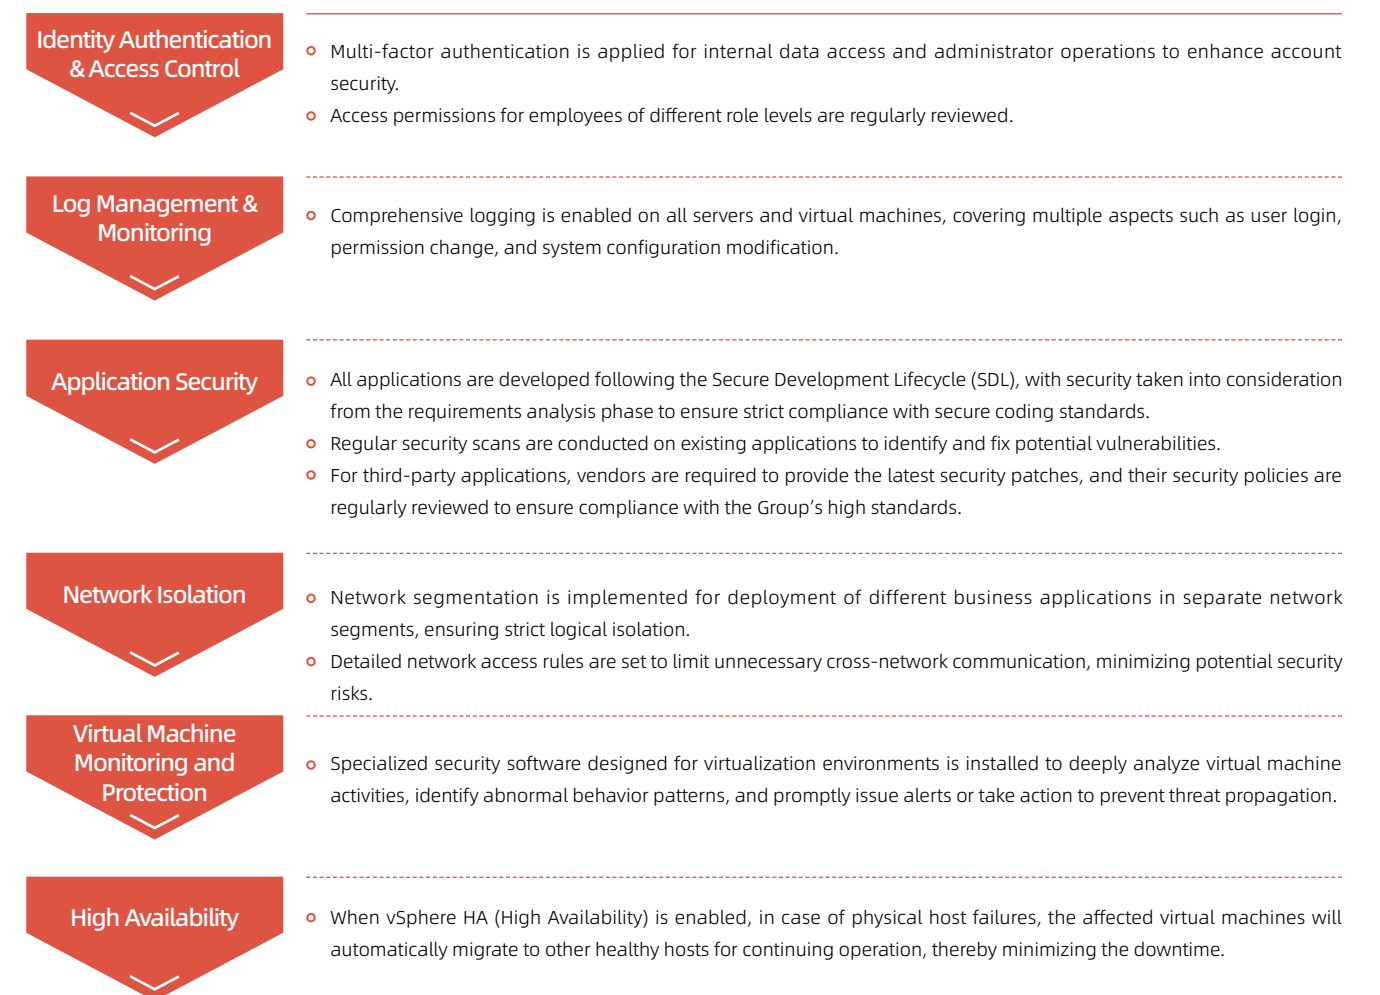 Identity Authentication
& Access Control
Multi-factor authentication is applied for internal data access and administrator operations to enhance account
security.
Access permissions for employees of different role levels are regularly reviewed.
Log Management &
Monitoring
Comprehensive logging is enabled on all servers and virtual machines, covering multiple aspects such as user login,
permission change, and system configuration modification.
Application Security
All applications are developed following the Secure Development Lifecycle (SDL), with security taken into consideration
from the requirements analysis phase to ensure strict compliance with secure coding standards.
Regular security scans are conducted on existing applications to identify and fix potential vulnerabilities.
For third-party applications, vendors are required to provide the latest security patches, and their security policies are
regularly reviewed to ensure compliance with the Group’s high standards.
Network Isolation
Network segmentation is implemented for deployment of different business applications in separate network
segments, ensuring strict logical isolation.
Detailed network access rules are set to limit unnecessary cross-network communication, minimizing potential security
risks.
Virtual Machine
Monitoring and
Protection
Specialized security software designed for virtualization environments is installed to deeply analyze virtual machine
activities, identify abnormal behavior patterns, and promptly issue alerts or take action to prevent threat propagation.
High Availability
When vSphere HA (High Availability) is enabled, in case of physical host failures, the affected virtual machines will
automatically migrate to other healthy hosts for continuing operation, thereby minimizing the downtime.